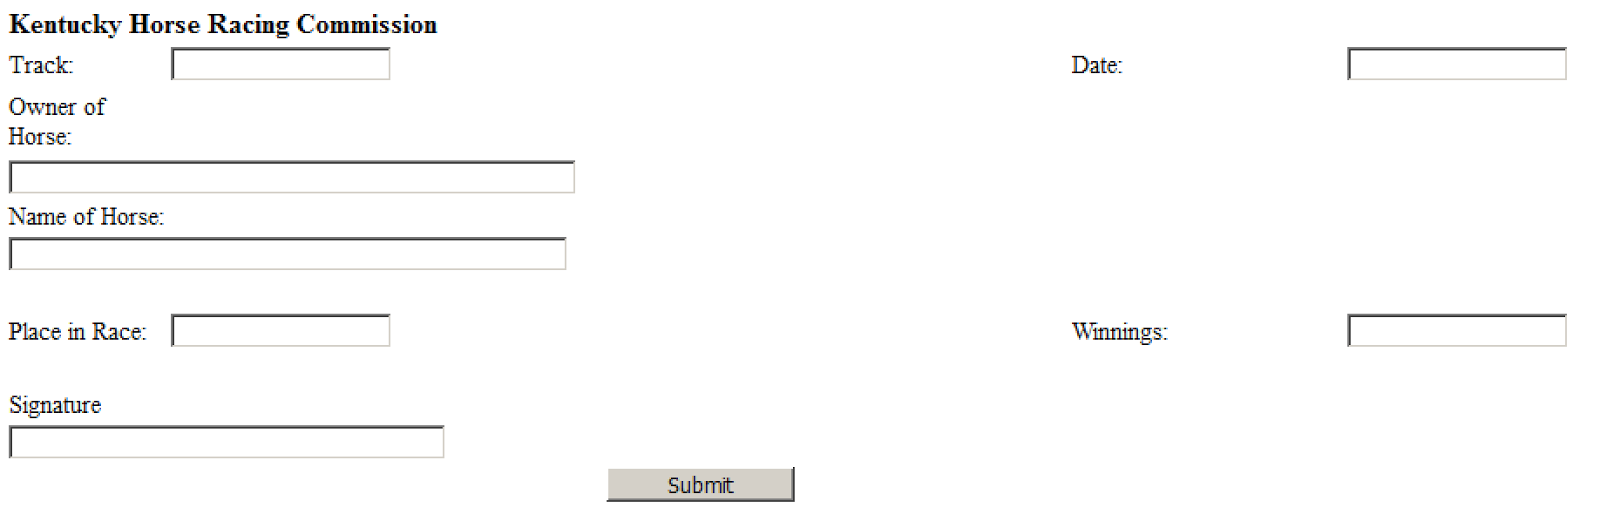 Kentucky Horse Racing Commission
Track: Date:
Owner of
Horse:
Name of Horse:
Place in Race: Winnings:
Signature
Submit